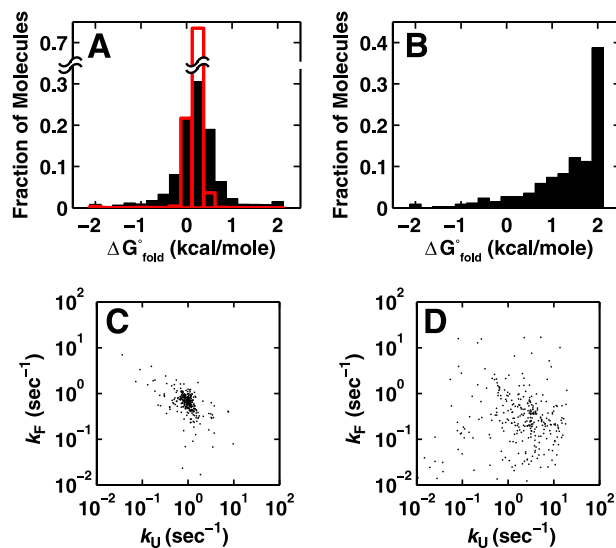 A
B
Fraction of Molecules
0.7
0.3
0.2
0.1
0
−2 −1 0 1 2
ΔG°fold (kcal/mole)
Fraction of Molecules
0.4
0.3
0.2
0.1
0
−2 −1 0 1 2
ΔG°fold (kcal/mole)
C
kF (sec−1)
10² 
10¹
10⁰
10−1
10−2
10−2 10−1 10⁰ 10¹ 10²
kU (sec−1)
D
kF (sec−1)
10²
10¹
10⁰
10−1
10−2
10−2 10−1 10⁰ 10¹ 10²
kU (sec−1)